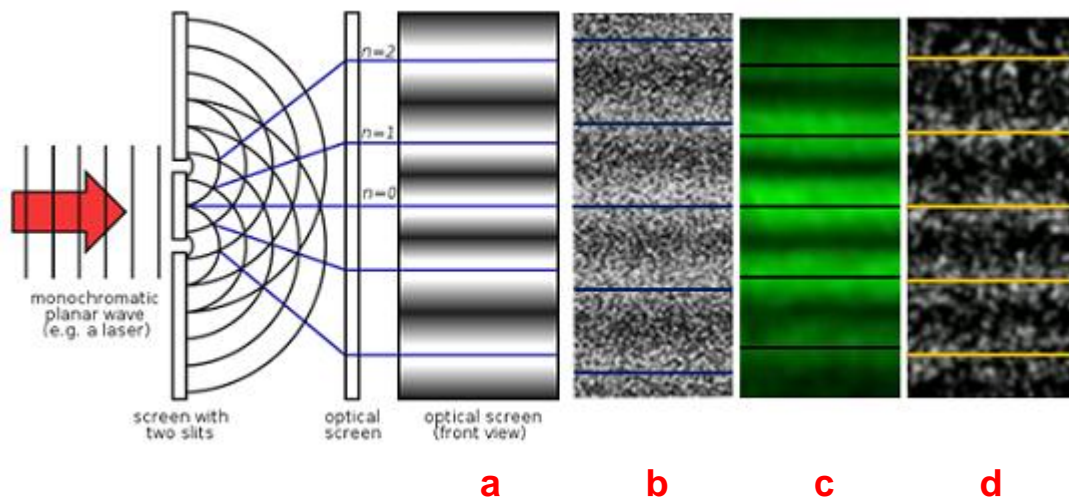 n=2
n=1
n=0
monochromatic
planar wave
(e.g. a laser)
screen with
two slits
optical
screen
optical screen
(front view)
a
b
c
d